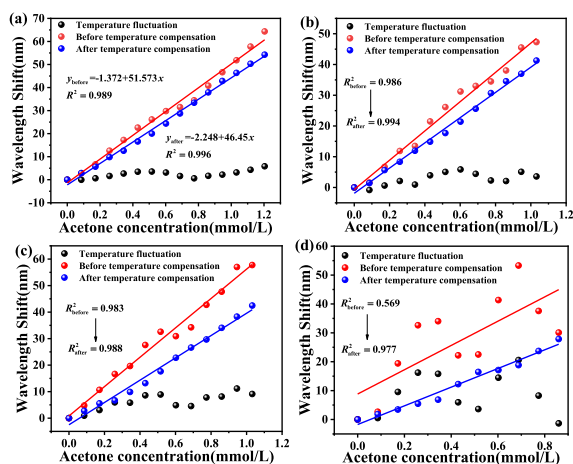 (a)
Temperature fluctuation
Before temperature compensation
After temperature compensation
y_before=-1.372+51.573x
R² = 0.989
y_after=-2.248+46.45x
R² = 0.996
Wavelength Shift(nm)
70
60
50
40
30
20
10
0
-10
0.0 0.2 0.4 0.6 0.8 1.0 1.2
Acetone concentration(mmol/L)
(b)
Temperature fluctuation
Before temperature compensation
After temperature compensation
R²_before = 0.986
R²_after = 0.994
Wavelength Shift(nm)
60
50
40
30
20
10
0
0.0 0.2 0.4 0.6 0.8 1.0 1.2
Acetone concentration(mmol/L)
(c)
Temperature fluctuation
Before temperature compensation
After temperature compensation
R²_before = 0.983
R²_after = 0.988
Wavelength Shift(nm)
60
50
40
30
20
10
0
0.0 0.2 0.4 0.6 0.8 1.0 1.2
Acetone concentration(mmol/L)
(d)
Temperature fluctuation
Before temperature compensation
After temperature compensation
R²_before = 0.569
R²_after = 0.977
Wavelength Shift(nm)
60
50
40
30
20
10
0
-10
0.0 0.2 0.4 0.6 0.8
Acetone concentration(mmol/L)